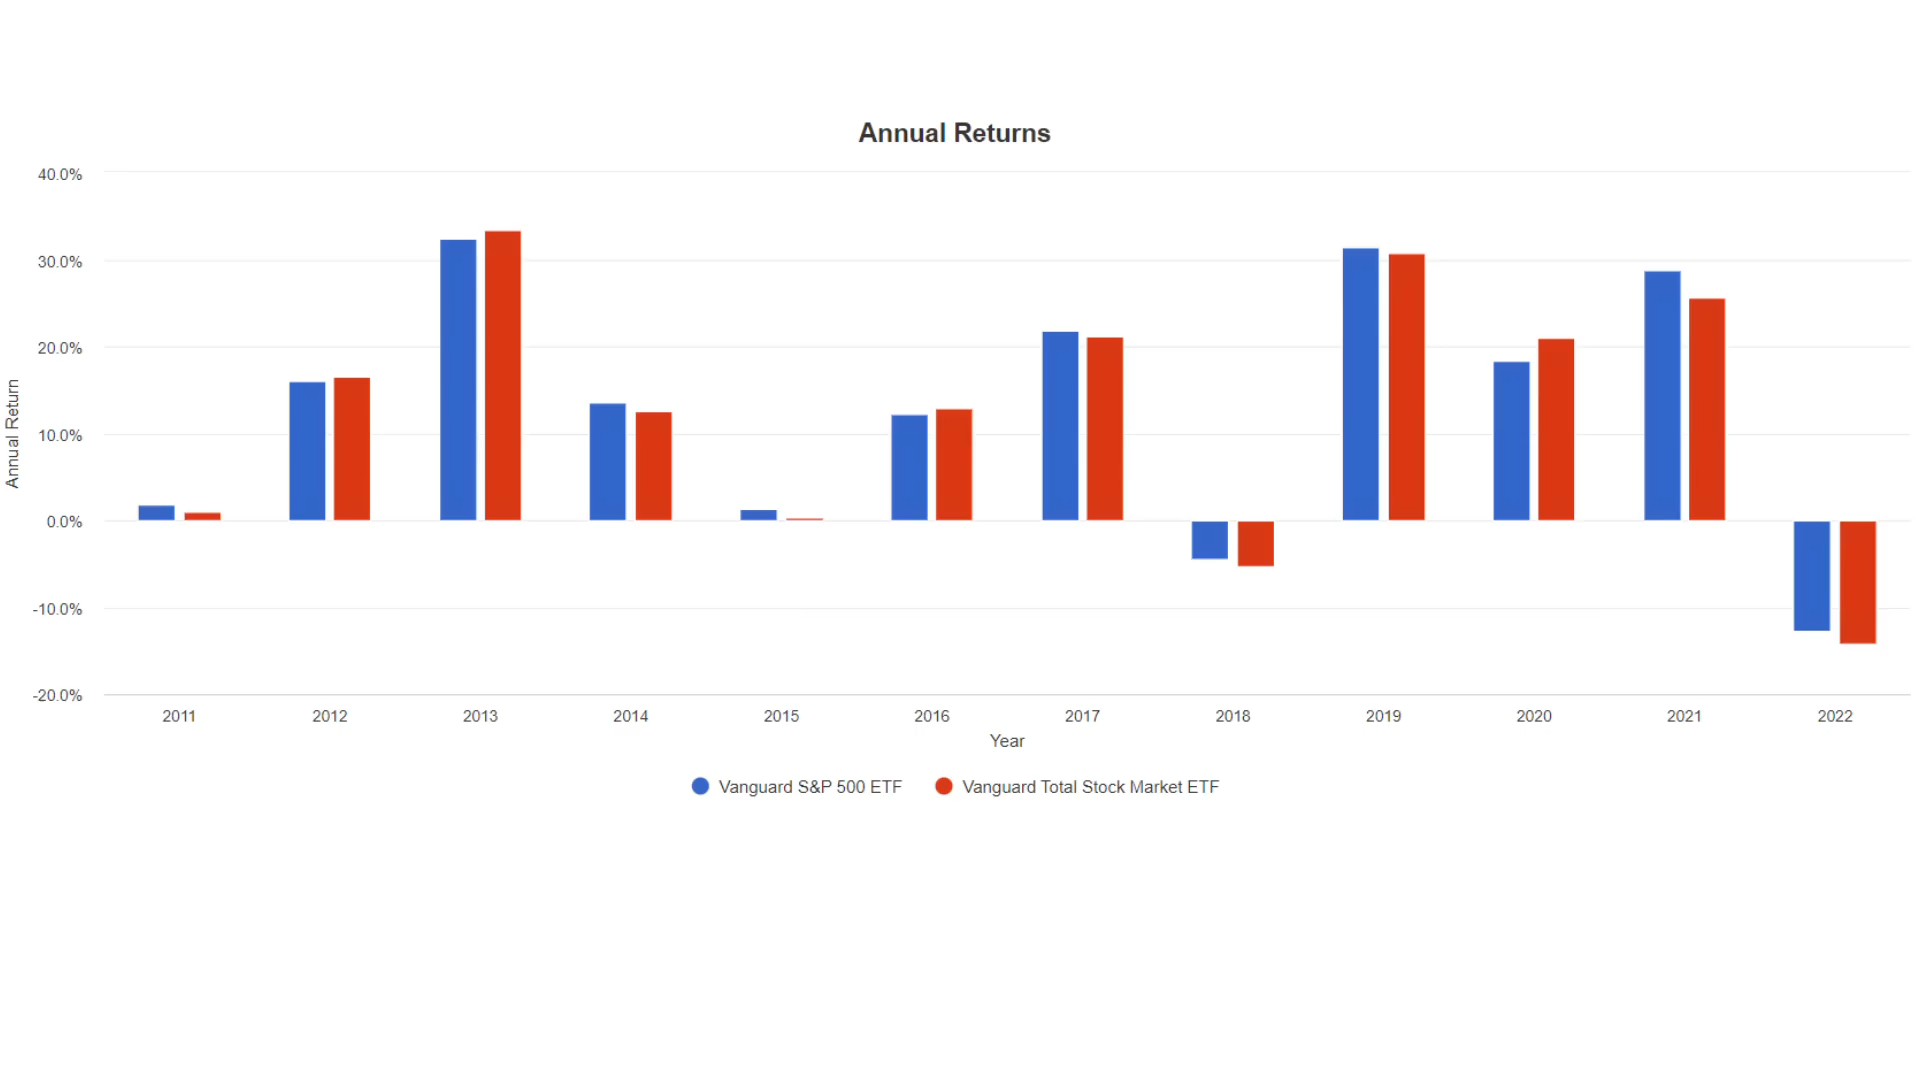 Annual Returns
40.0%
30.0%
20.0%
10.0%
0.0%
-10.0%
-20.0%
Annual Return
2011 2012 2013 2014 2015 2016 2017 2018 2019 2020 2021 2022
Year
Vanguard S&P 500 ETF Vanguard Total Stock Market ETF